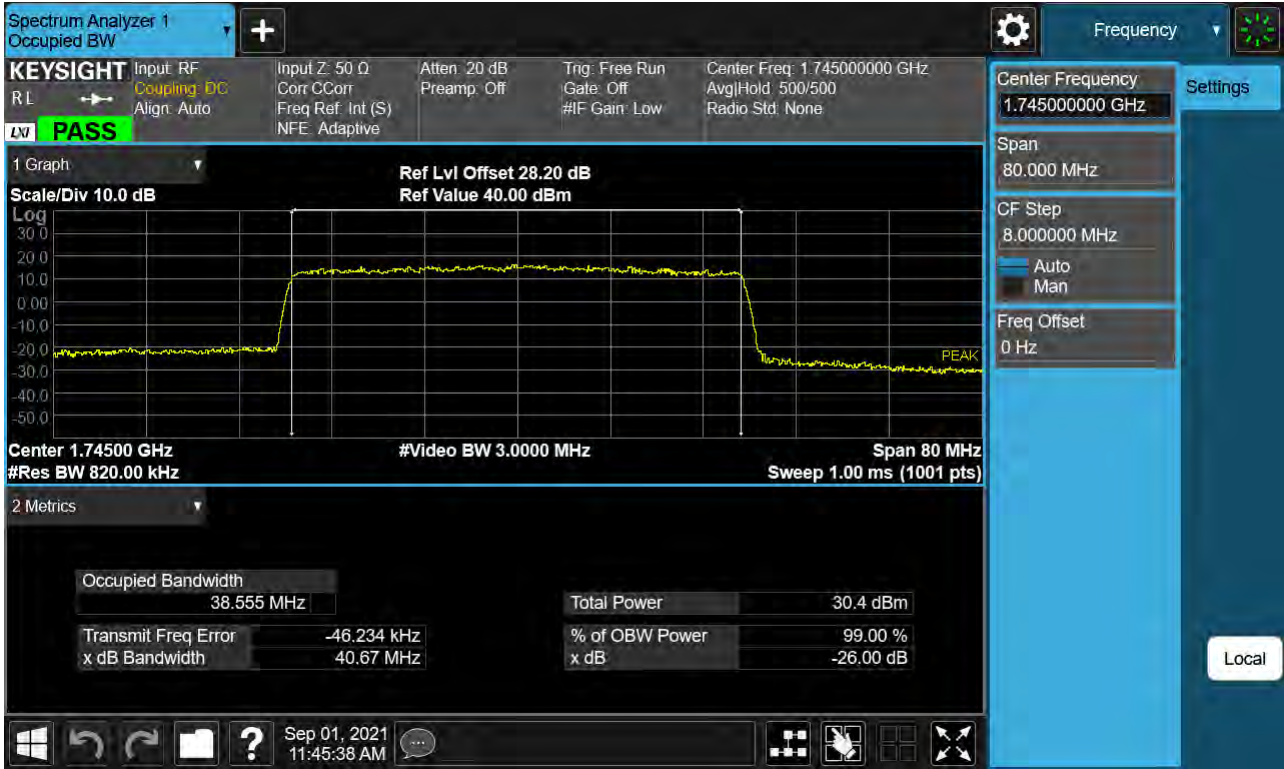 Spectrum Analyzer 1
Occupied BW
Frequency
KEYSIGHT
R L
LXI
PASS
Input: RF
Coupling: DC
Align: Auto
Input Z: 50 Ω
Corr CCorr
Freq Ref: Int (S)
NFE: Adaptive
Atten: 20 dB
Preamp: Off
Trig: Free Run
Gate: Off
#IF Gain: Low
Center Freq: 1.745000000 GHz
Avg|Hold: 500/500
Radio Std: None
Center Frequency
1.745000000 GHz
Settings
Span
80.000 MHz
CF Step
8.000000 MHz
Auto
Man
Freq Offset
0 Hz
1 Graph
Scale/Div 10.0 dB
Ref Lvl Offset 28.20 dB
Ref Value 40.00 dBm
Log
30.0
20.0
10.0
0.00
-10.0
-20.0
-30.0
-40.0
-50.0
PEAK
Center 1.74500 GHz
#Video BW 3.0000 MHz
Span 80 MHz
#Res BW 820.00 kHz
Sweep 1.00 ms (1001 pts)
2 Metrics
Occupied Bandwidth
38.555 MHz
Total Power 30.4 dBm
Transmit Freq Error -46.234 kHz
% of OBW Power 99.00 %
x dB Bandwidth 40.67 MHz
x dB -26.00 dB
Local
?
Sep 01, 2021
11:45:38 AM